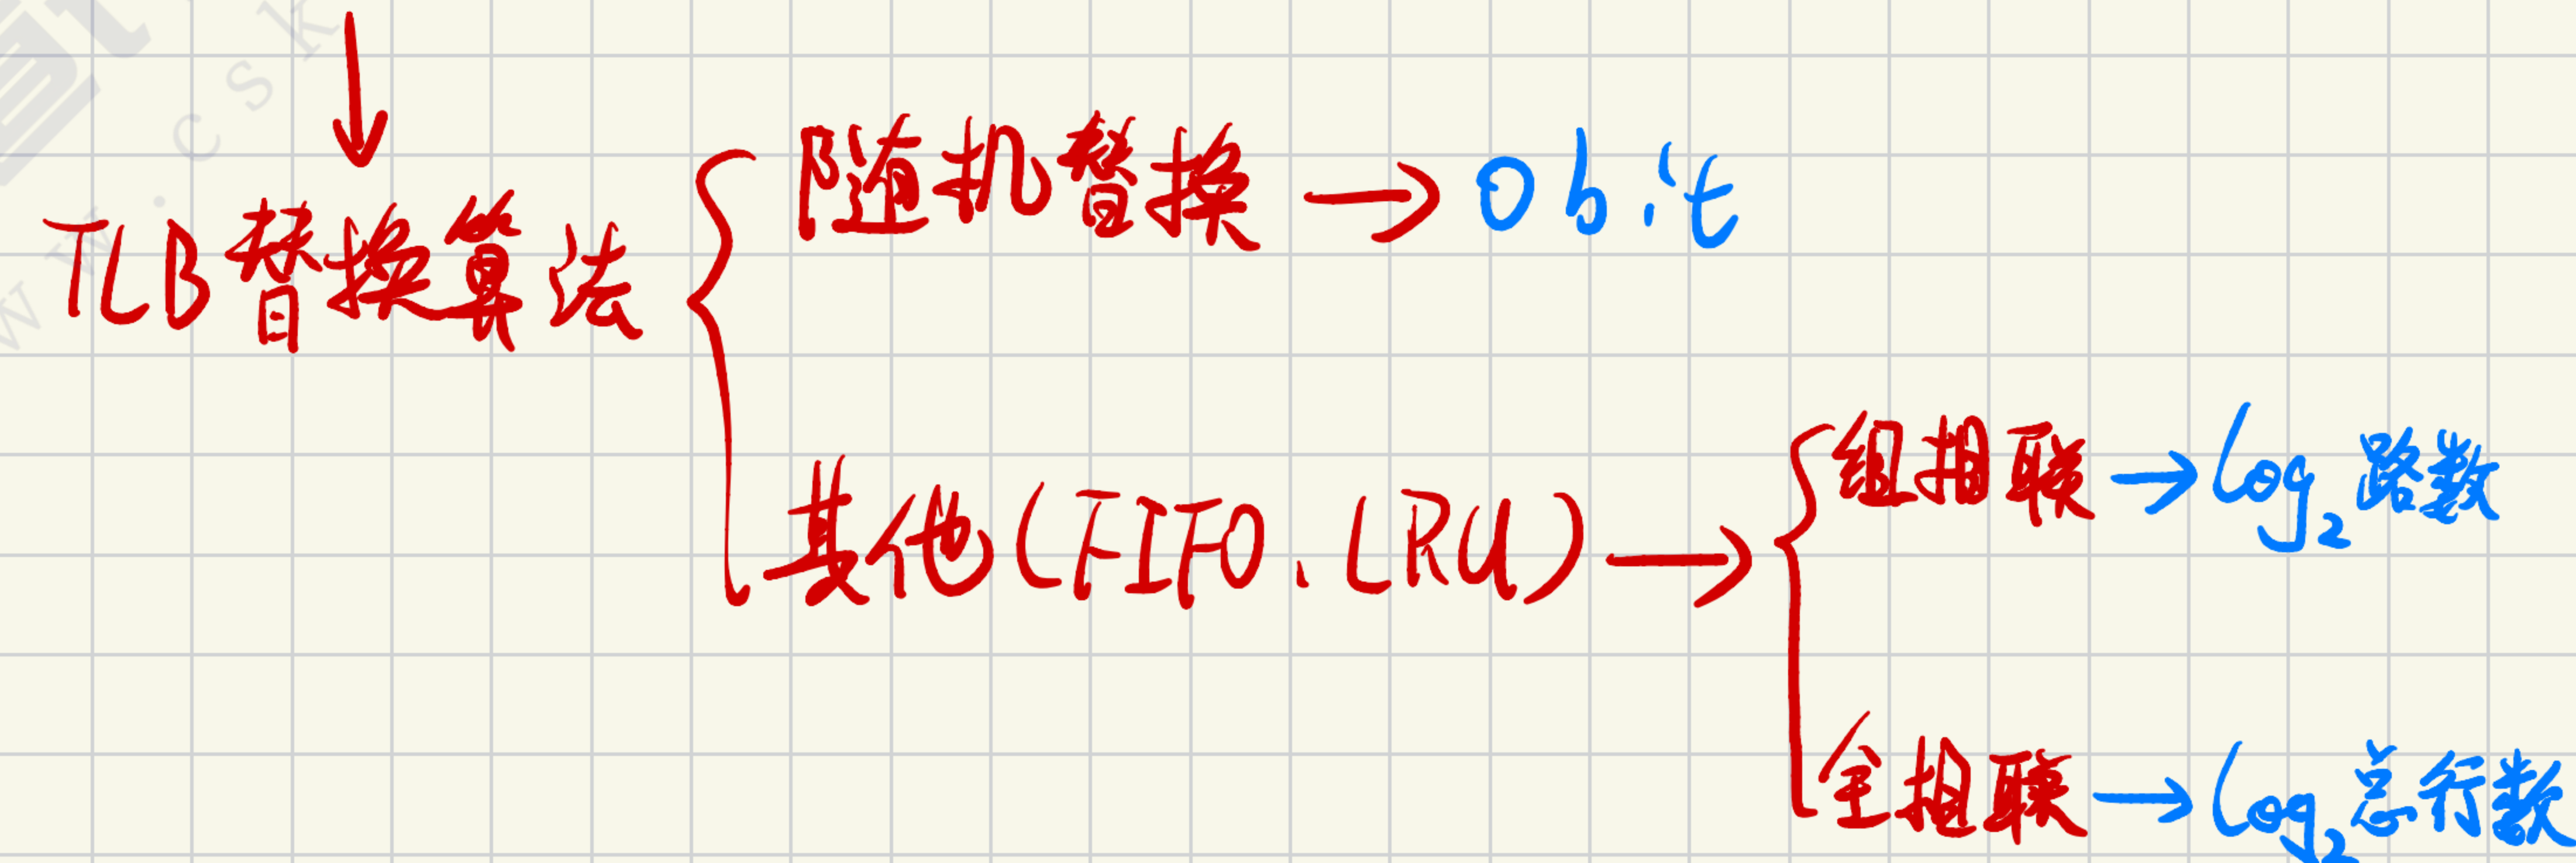 随机替换 → 0 bit
TLB替换算法
其他(FIFO、LRU) →
组相联 → log₂路数
全相联 → log₂总行数